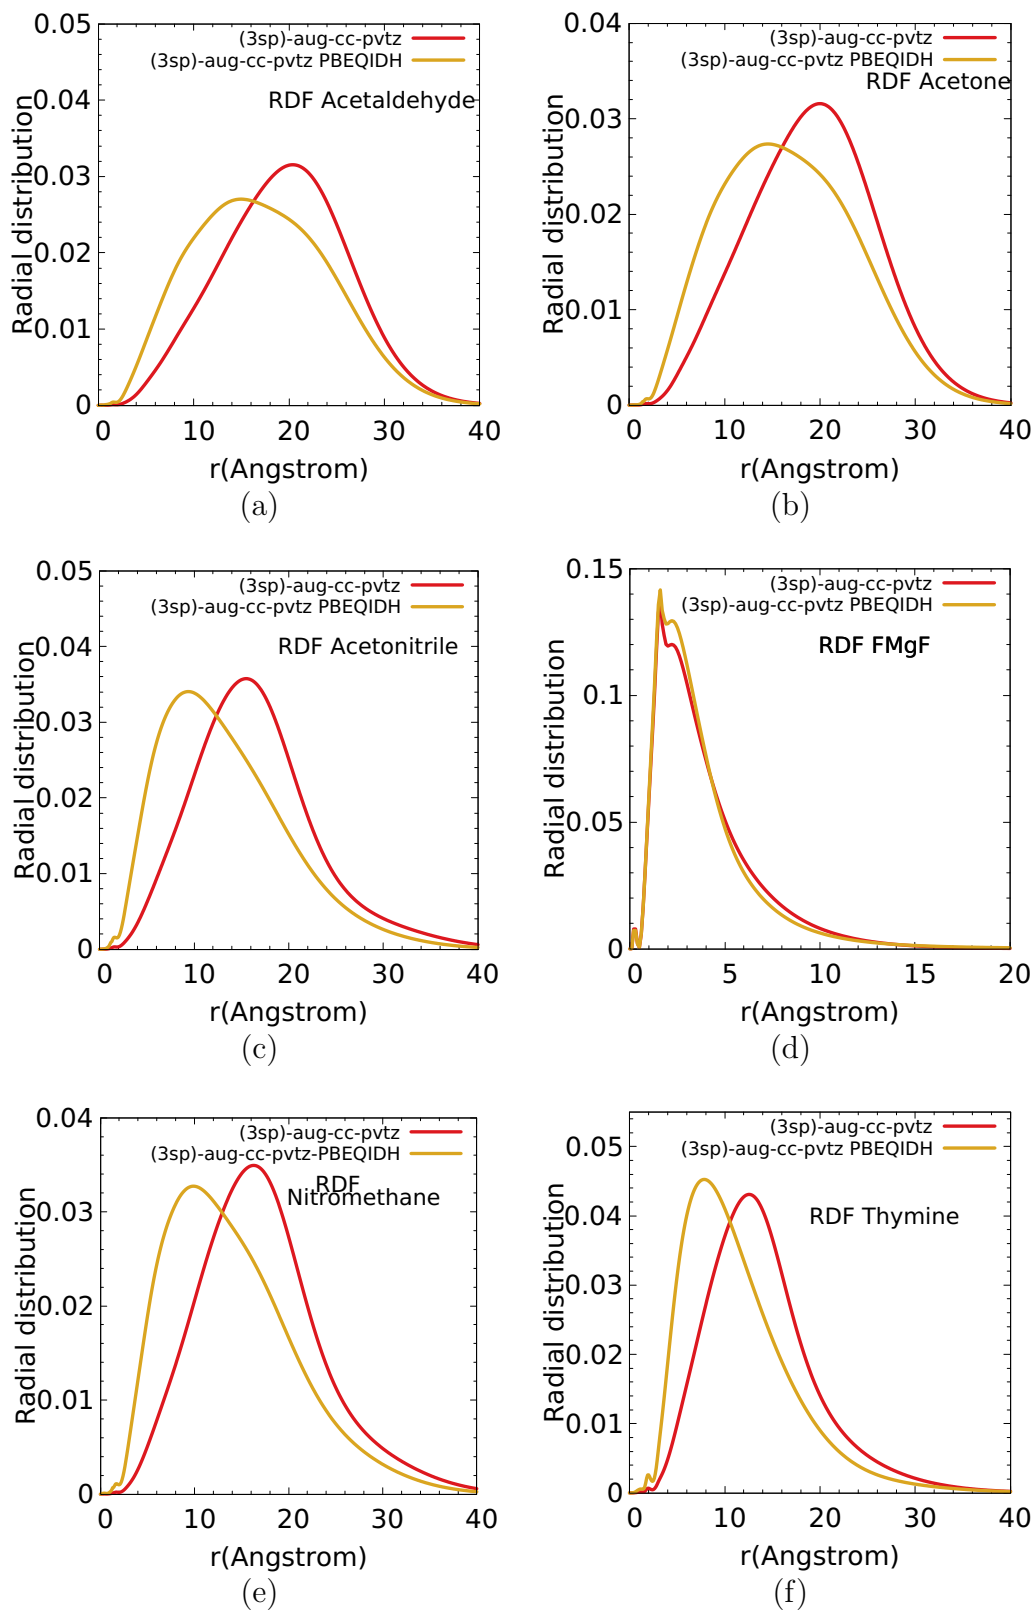 0.05
0.04
0.03
0.02
0.01
0
Radial distribution
(3sp)-aug-cc-pvtz
(3sp)-aug-cc-pvtz PBEQIDH
RDF Acetaldehyde
0 10 20 30 40
r(Angstrom)
(a)
0.04
0.03
0.02
0.01
0
Radial distribution
(3sp)-aug-cc-pvtz
(3sp)-aug-cc-pvtz PBEQIDH
RDF Acetone
0 10 20 30 40
r(Angstrom)
(b)
0.05
0.04
0.03
0.02
0.01
0
Radial distribution
(3sp)-aug-cc-pvtz
(3sp)-aug-cc-pvtz PBEQIDH
RDF Acetonitrile
0 10 20 30 40
r(Angstrom)
(c)
0.15
0.1
0.05
0
Radial distribution
(3sp)-aug-cc-pvtz
(3sp)-aug-cc-pvtz PBEQIDH
RDF FMgF
0 5 10 15 20
r(Angstrom)
(d)
0.04
0.03
0.02
0.01
0
Radial distribution
(3sp)-aug-cc-pvtz
(3sp)-aug-cc-pvtz-PBEQIDH
RDF
Nitromethane
0 10 20 30 40
r(Angstrom)
(e)
0.05
0.04
0.03
0.02
0.01
0
Radial distribution
(3sp)-aug-cc-pvtz
(3sp)-aug-cc-pvtz PBEQIDH
RDF Thymine
0 10 20 30 40
r(Angstrom)
(f)